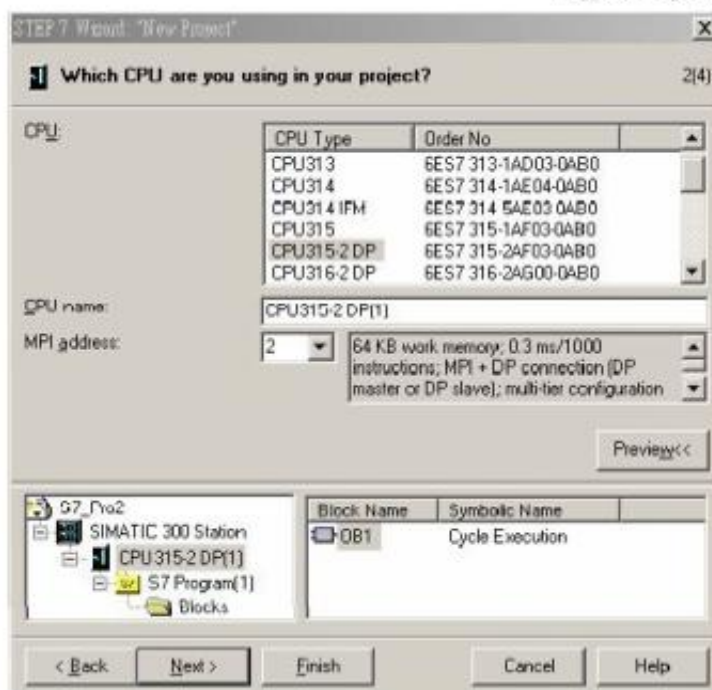 STEP 7 Wizard: "New Project"
Which CPU are you using in your project? 2(4)
CPU:
CPU Type Order No
CPU313 6ES7 313-1AD03-0AB0
CPU314 6ES7 314-1AE04-0AB0
CPU314 IFM 6ES7 314-5AE03-0AB0
CPU315 6ES7 315-1AF03-0AB0
CPU315-2 DP 6ES7 315-2AF03-0AB0
CPU316-2 DP 6ES7 316-2AG00-0AB0
CPU name: CPU315-2 DP(1)
MPI address: 2
64 KB work memory; 0.3 ms/1000
instructions; MPI + DP connection (DP
master or DP slave); multi-tier configuration
Preview<<
S7_Pro2
SIMATIC 300 Station
CPU315-2 DP(1)
S7 Program(1)
Blocks
Block Name Symbolic Name
OB1 Cycle Execution
< Back Next > Finish Cancel Help